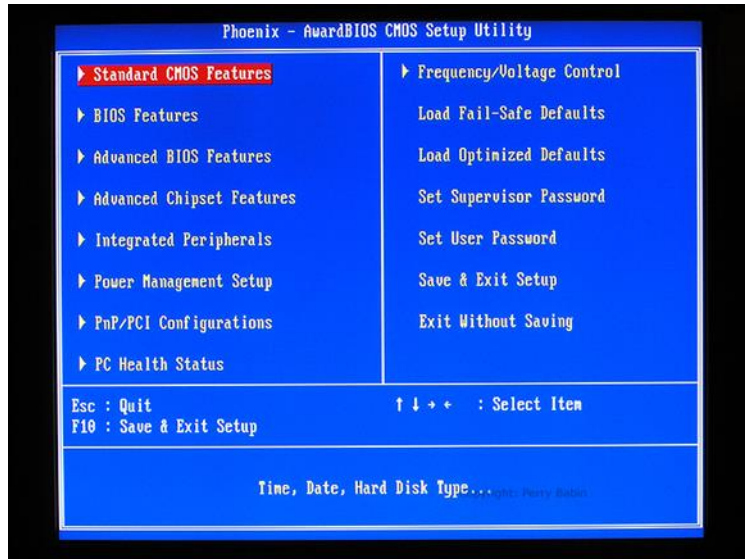 Phoenix - AwardBIOS CMOS Setup Utility
Standard CMOS Features
BIOS Features
Advanced BIOS Features
Advanced Chipset Features
Integrated Peripherals
Power Management Setup
PnP/PCI Configurations
PC Health Status
Frequency/Voltage Control
Load Fail-Safe Defaults
Load Optimized Defaults
Set Supervisor Password
Set User Password
Save & Exit Setup
Exit Without Saving
Esc : Quit
F10 : Save & Exit Setup
↑ ↓ → ← : Select Item
Time, Date, Hard Disk Type...
Perry Babin